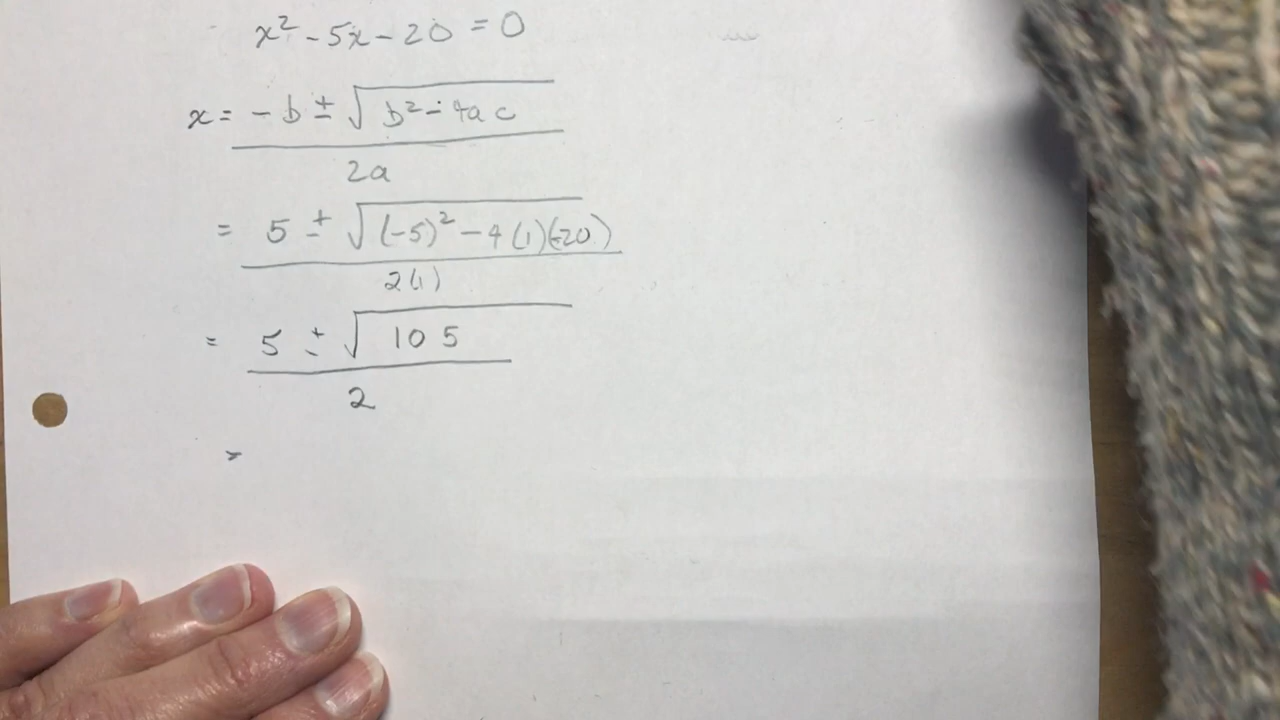 x² - 5x - 20 = 0
x = -b ± √(b² - 4ac)
2a
= 5 ± √((-5)² - 4(1)(-20))
2(1)
= 5 ± √105
2